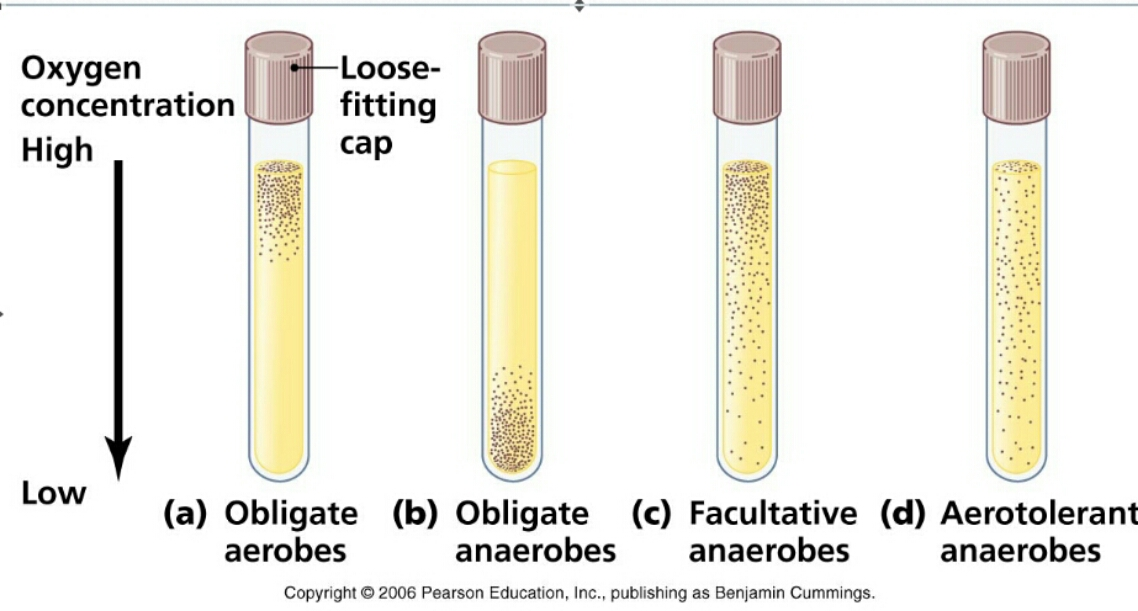 Oxygen
concentration
High
Loose-
fitting
cap
Low
(a) Obligate
aerobes
(b) Obligate
anaerobes
(c) Facultative
anaerobes
(d) Aerotolerant
anaerobes
Copyright © 2006 Pearson Education, Inc., publishing as Benjamin Cummings.